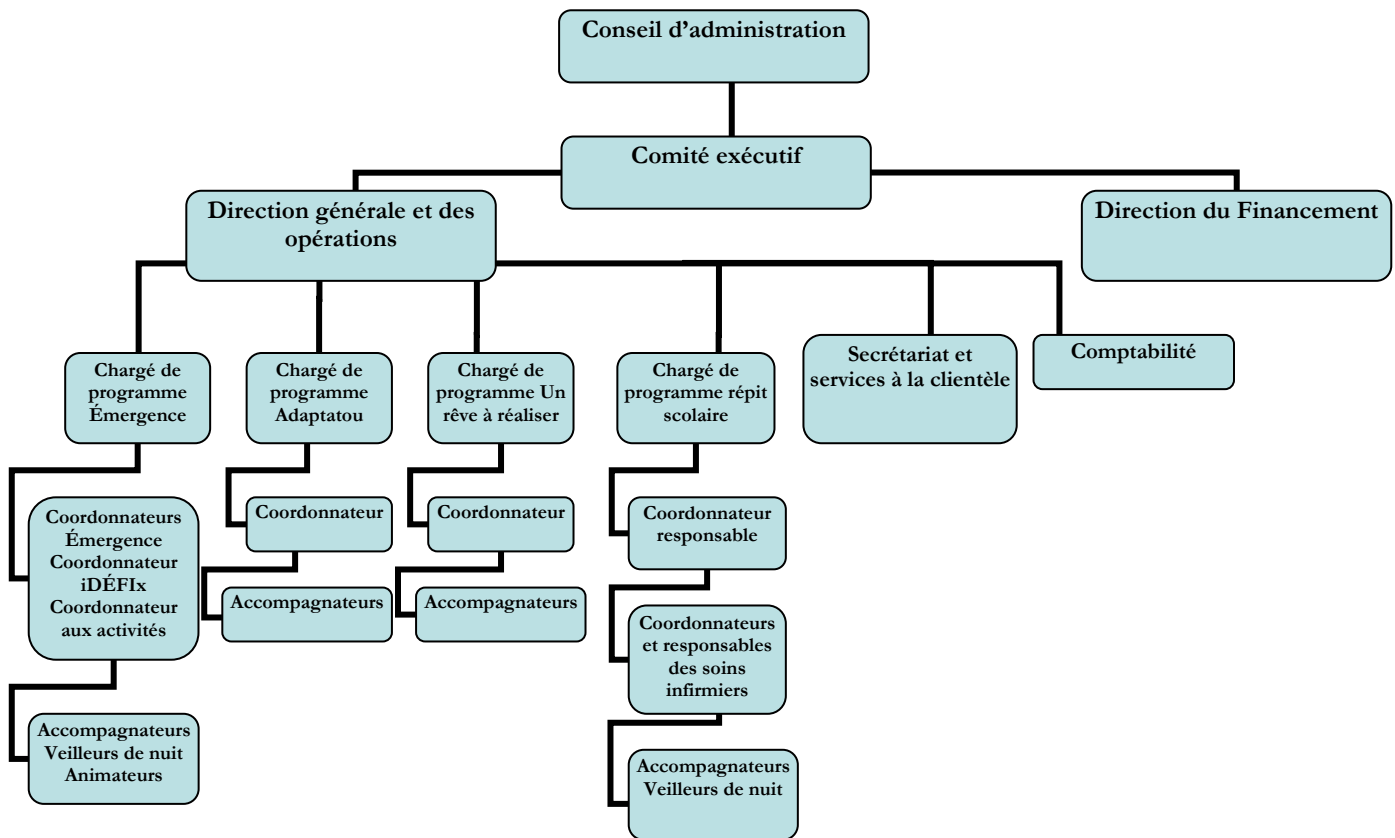 Conseil d'administration
Comité exécutif
Direction générale et des
opérations
Direction du Financement
Chargé de
programme
Émergence
Chargé de
programme
Adaptatou
Chargé de
programme Un
rêve à réaliser
Chargé de
programme répit
scolaire
Secrétariat et
services à la clientèle
Comptabilité
Coordonnateurs
Émergence
Coordonnateur
iDÉFIx
Coordonnateur
aux activités
Coordonnateur
Coordonnateur
Coordonnateur
responsable
Accompagnateurs
Accompagnateurs
Coordonnateurs
et responsables
des soins
infirmiers
Accompagnateurs
Veilleurs de nuit
Animateurs
Accompagnateurs
Veilleurs de nuit